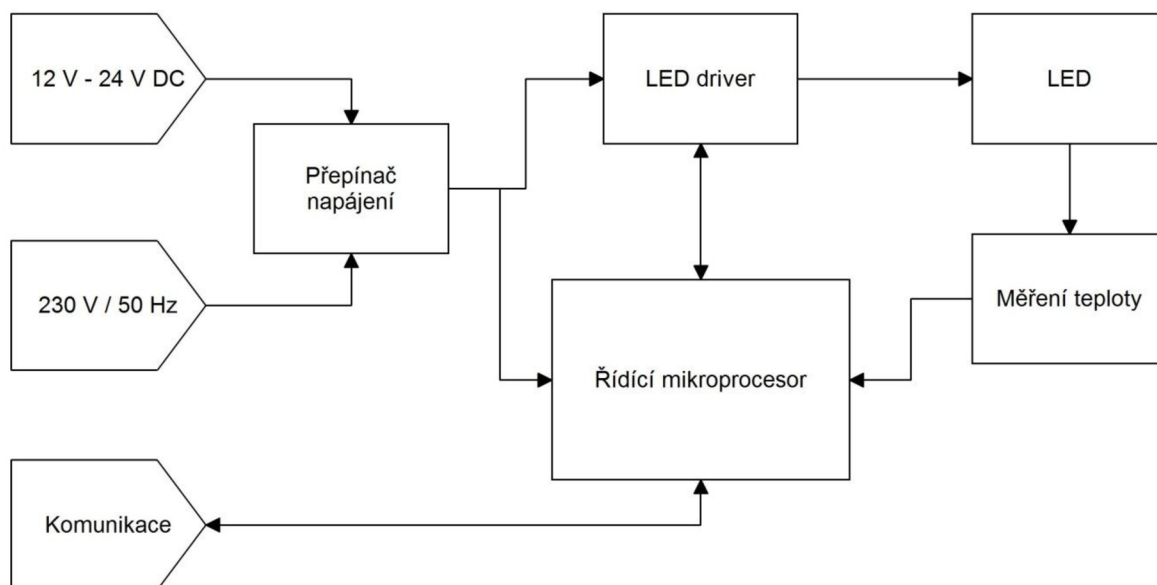 12 V - 24 V DC
LED driver
LED
Přepínač
napájení
230 V / 50 Hz
Měření teploty
Řídící mikroprocesor
Komunikace